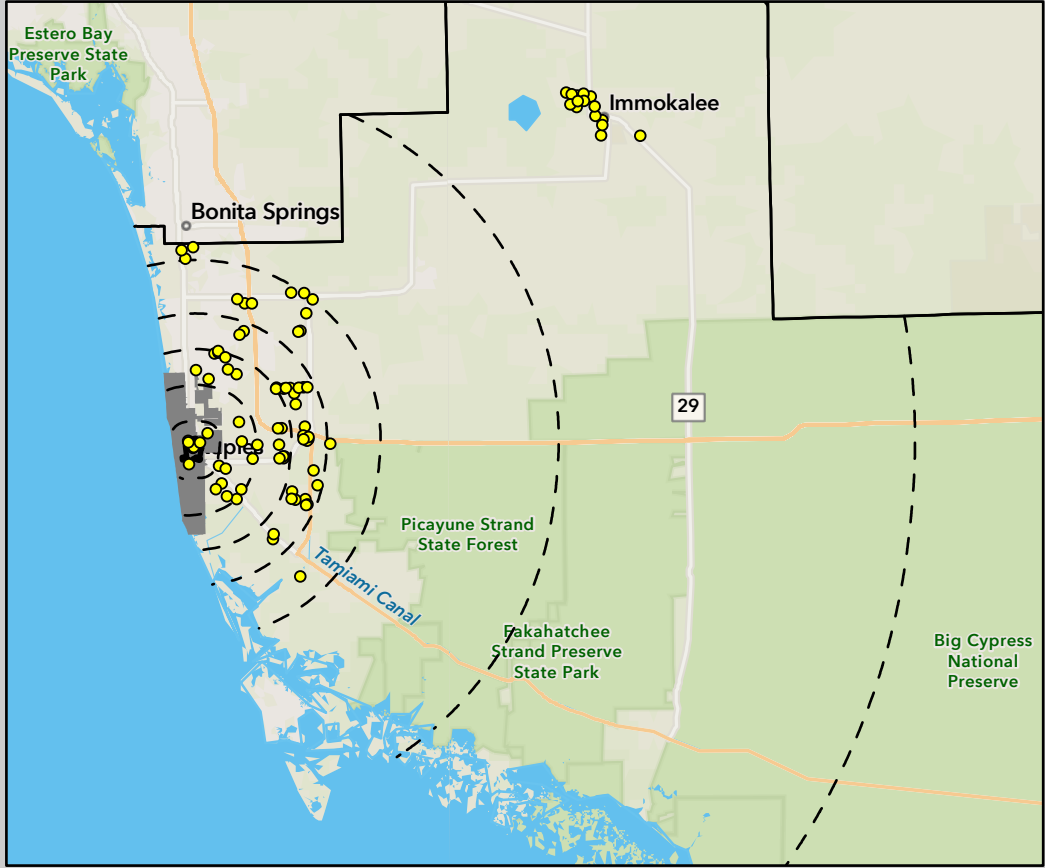 Estero Bay
Preserve State
Park
Immokalee
Bonita Springs
29
Picayune Strand
State Forest
Tamiami Canal
Fakahatchee
Strand Preserve
State Park
Big Cypress
National
Preserve